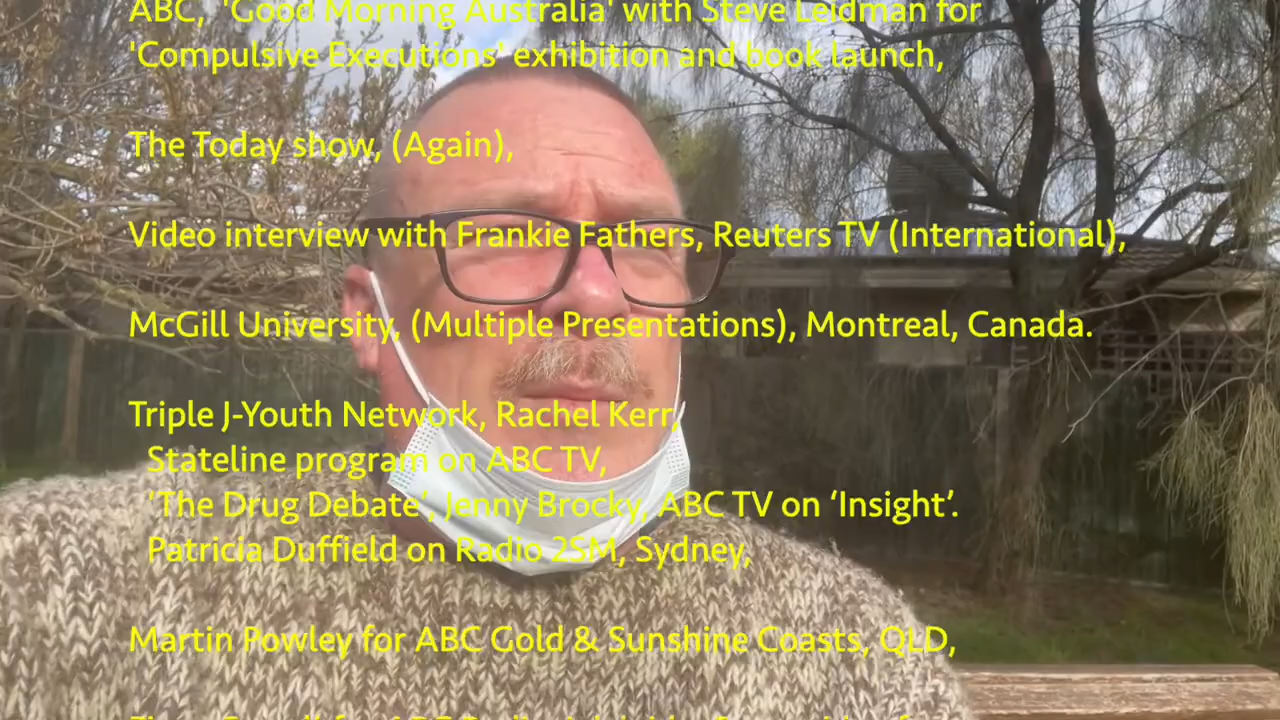 ABC, 'Good Morning Australia' with Steve Leidman for
'Compulsive Executions' exhibition and book launch,
The Today show, (Again),
Video interview with Frankie Fathers, Reuters TV (International),
McGill University, (Multiple Presentations), Montreal, Canada.
Triple J-Youth Network, Rachel Kerr,
Stateline program on ABC TV,
'The Drug Debate', Jenny Brocky, ABC TV on ‘Insight’.
Patricia Duffield on Radio 2SM, Sydney,
Martin Powley for ABC Gold & Sunshine Coasts, QLD,